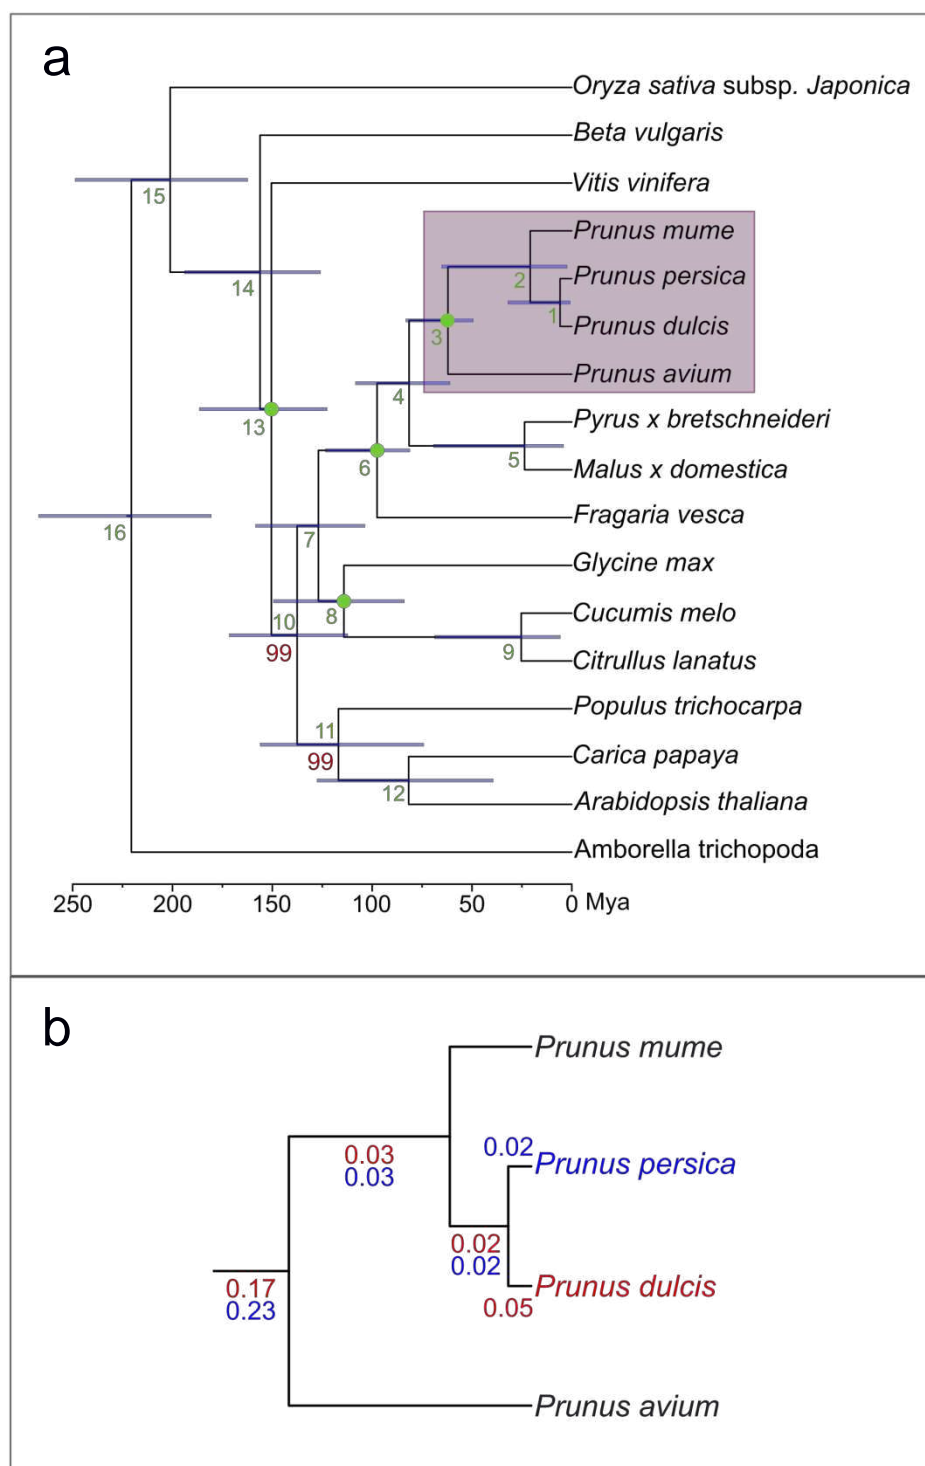 a
Oryza sativa subsp. Japonica
Beta vulgaris
15
Vitis vinifera
Prunus mume
14
2
Prunus persica
1
3
Prunus dulcis
Prunus avium
4
13
Pyrus x bretschneideri
6
5
Malus x domestica
16
Fragaria vesca
7
Glycine max
10
8
Cucumis melo
99
9
Citrullus lanatus
Populus trichocarpa
11
99
Carica papaya
12
Arabidopsis thaliana
Amborella trichopoda
250 200 150 100 50 0 Mya
b
Prunus mume
0.03
0.03
0.02
Prunus persica
0.02
0.02
0.17
0.23
Prunus dulcis
0.05
Prunus avium